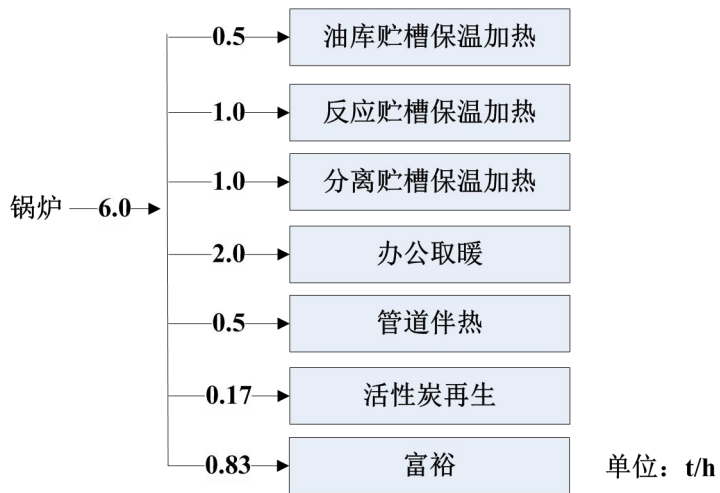 0.5 油库贮槽保温加热
1.0 反应贮槽保温加热
1.0 分离贮槽保温加热
锅炉 6.0
2.0 办公取暖
0.5 管道伴热
0.17 活性炭再生
0.83 富裕 单位：t/h